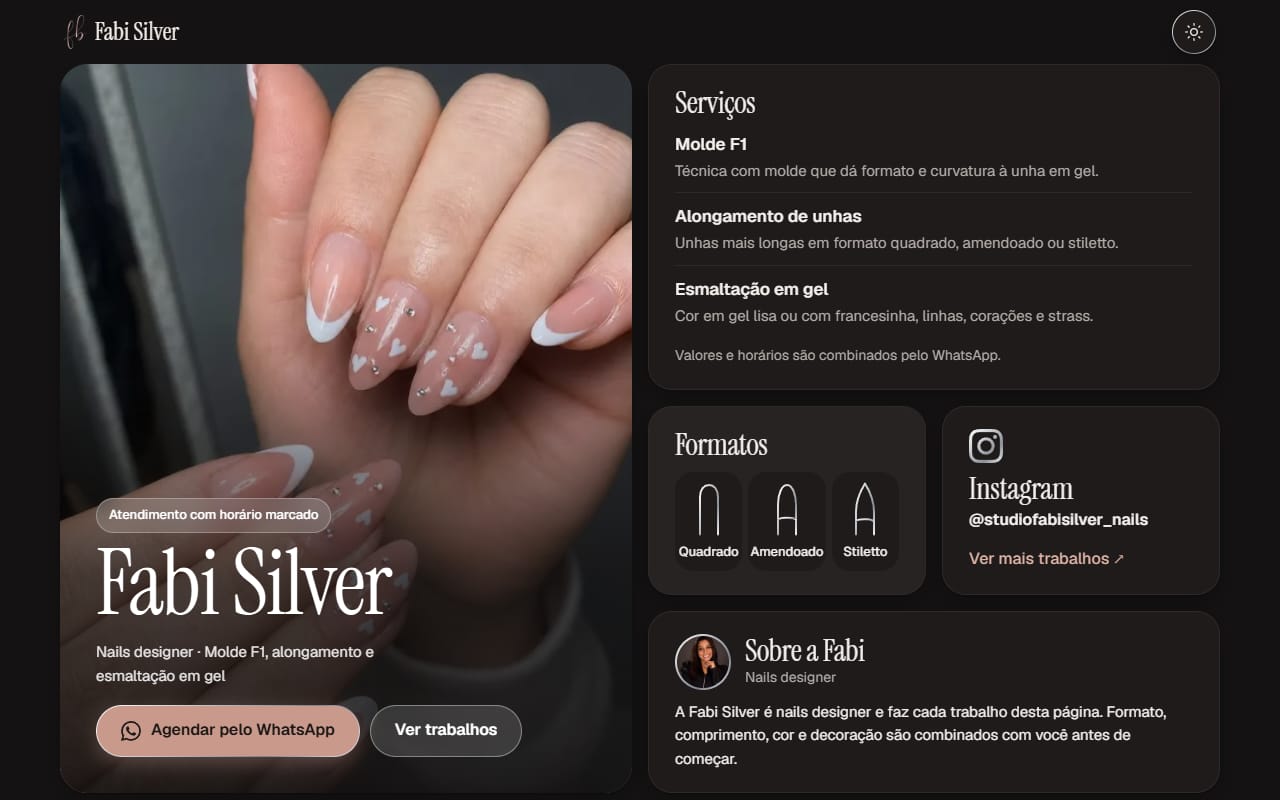 fb Fabi Silver
Atendimento com horário marcado
Fabi Silver
Nails designer · Molde F1, alongamento e
esmaltação em gel
Agendar pelo WhatsApp
Ver trabalhos
Serviços
Molde F1
Técnica com molde que dá formato e curvatura à unha em gel.
Alongamento de unhas
Unhas mais longas em formato quadrado, amendoado ou stiletto.
Esmaltação em gel
Cor em gel lisa ou com francesinha, linhas, corações e strass.
Valores e horários são combinados pelo WhatsApp.
Formatos
Quadrado Amendoado Stiletto
Instagram
@studiofabisilver_nails
Ver mais trabalhos ↗
Sobre a Fabi
Nails designer
A Fabi Silver é nails designer e faz cada trabalho desta página. Formato,
comprimento, cor e decoração são combinados com você antes de
começar.